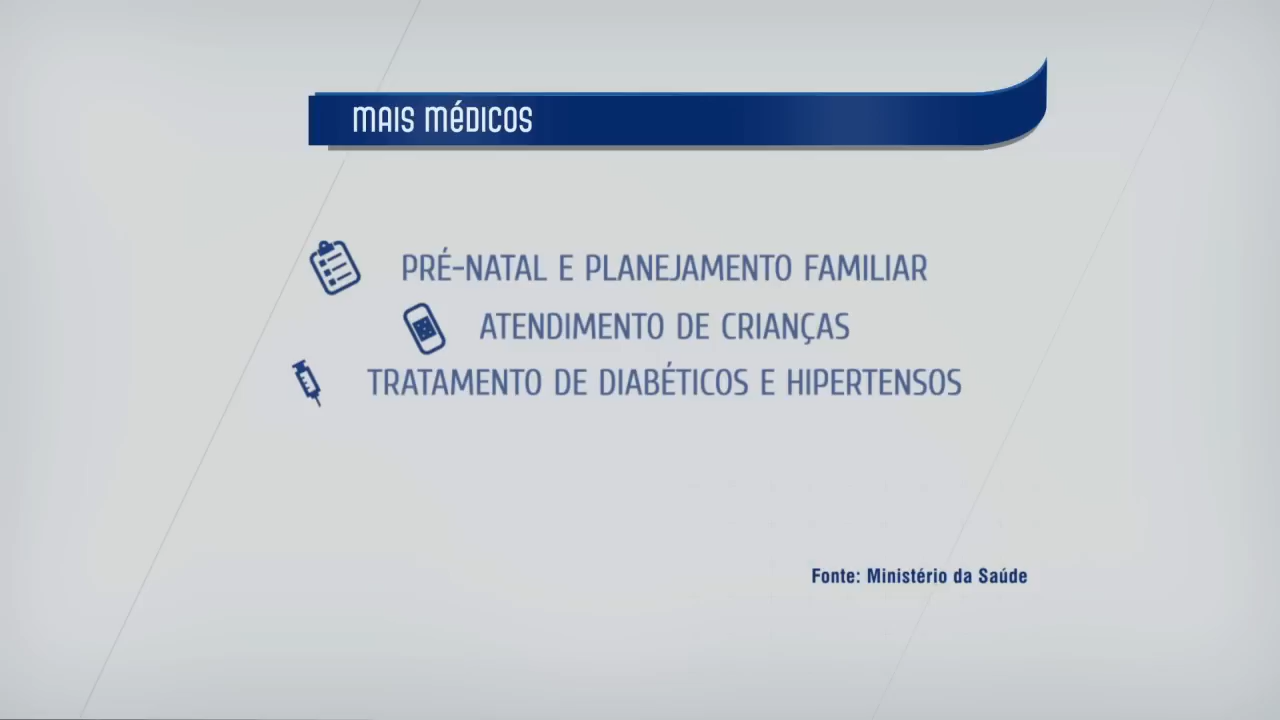 MAIS MÉDICOS
PRÉ-NATAL E PLANEJAMENTO FAMILIAR
ATENDIMENTO DE CRIANÇAS
TRATAMENTO DE DIABÉTICOS E HIPERTENSOS
Fonte: Ministério da Saúde